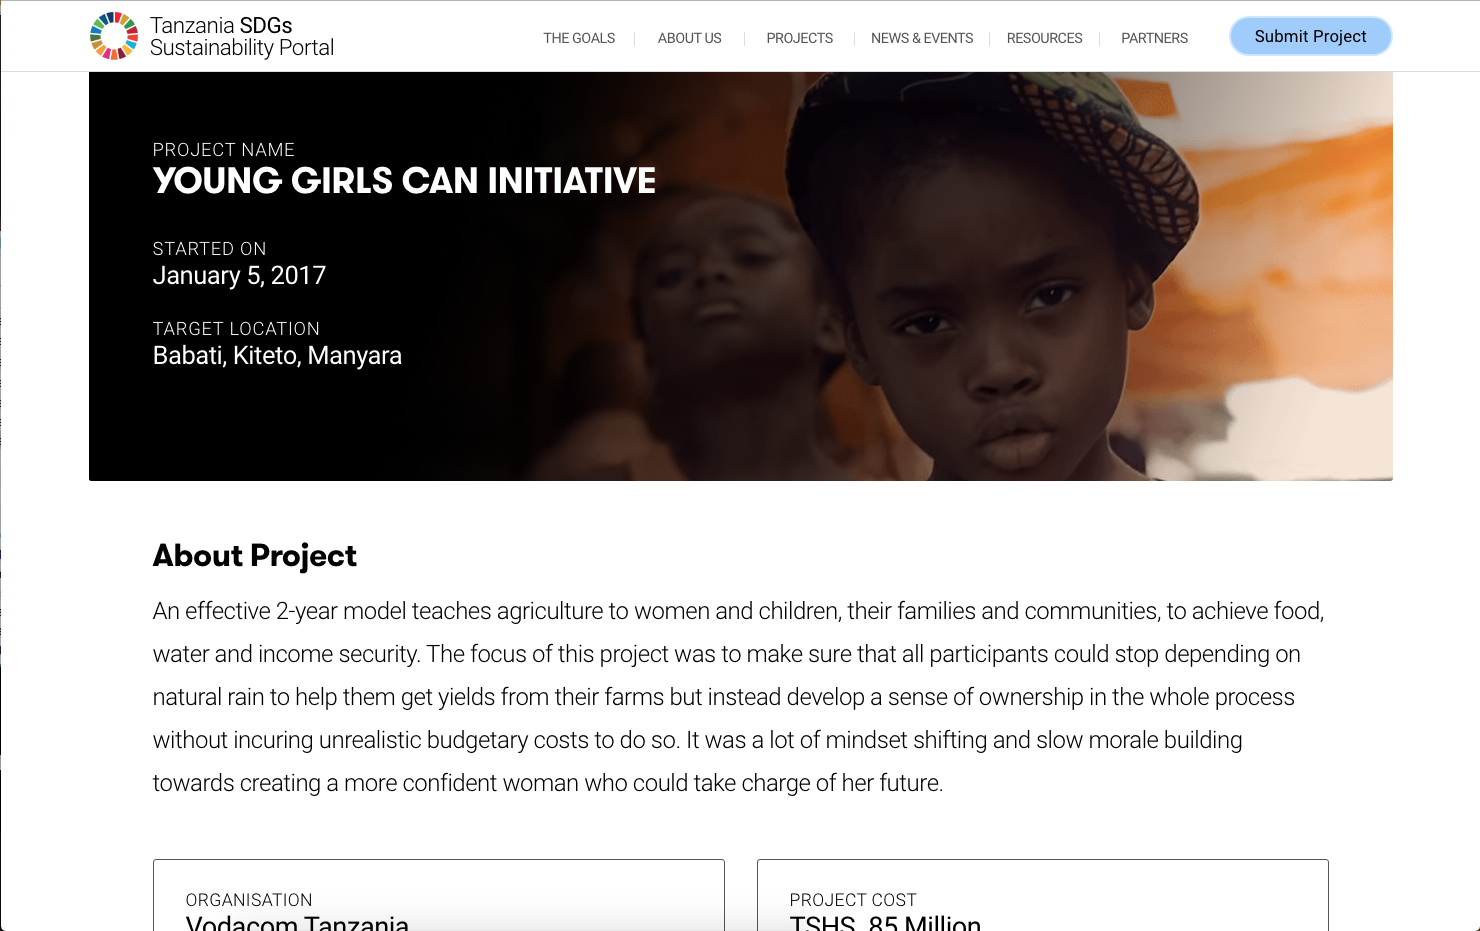 Tanzania SDGs
Sustainability Portal
THE GOALS
ABOUT US
PROJECTS
NEWS & EVENTS
RESOURCES
PARTNERS
Submit Project
PROJECT NAME
YOUNG GIRLS CAN INITIATIVE
STARTED ON
January 5, 2017
TARGET LOCATION
Babati, Kiteto, Manyara
About Project
An effective 2-year model teaches agriculture to women and children, their families and communities, to achieve food,
water and income security. The focus of this project was to make sure that all participants could stop depending on
natural rain to help them get yields from their farms but instead develop a sense of ownership in the whole process
without incuring unrealistic budgetary costs to do so. It was a lot of mindset shifting and slow morale building
towards creating a more confident woman who could take charge of her future.
ORGANISATION
Vodacom Tanzania
PROJECT COST
TSHS. 85 Million